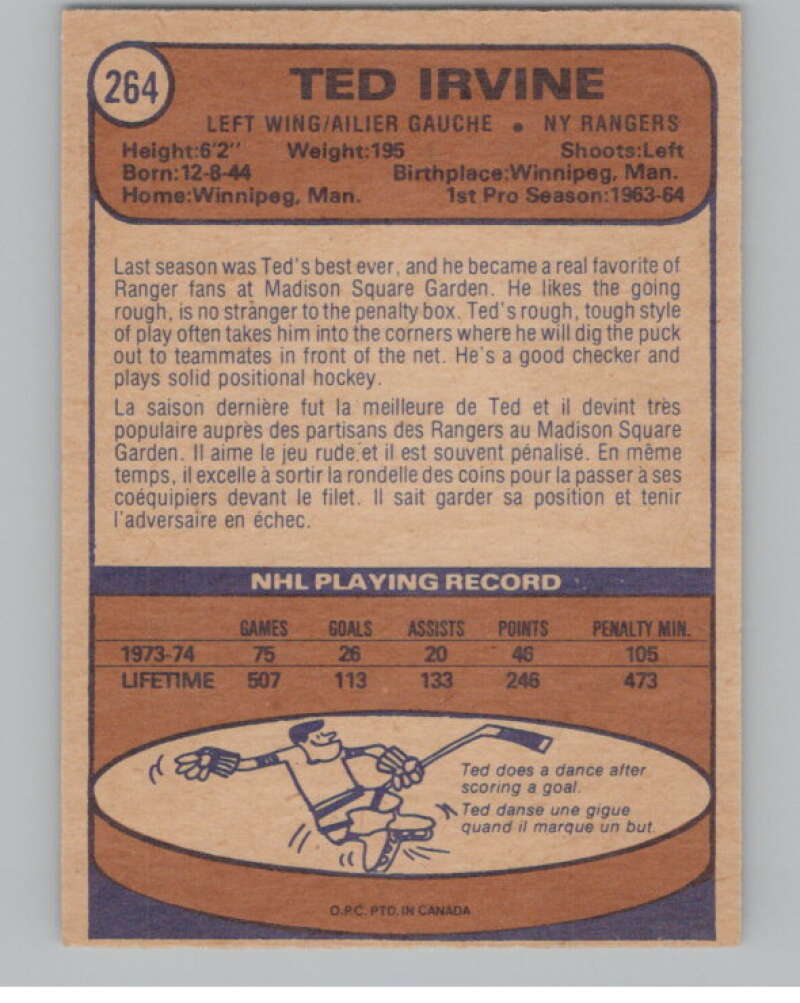 264
TED IRVINE
LEFT WING/AILIER GAUCHE • NY RANGERS
Height:6'2" Weight:195 Shoots:Left
Born:12-8-44 Birthplace:Winnipeg, Man.
Home:Winnipeg, Man. 1st Pro Season:1963-64
Last season was Ted's best ever, and he became a real favorite of
Ranger fans at Madison Square Garden. He likes the going
rough, is no stranger to the penalty box. Ted's rough, tough style
of play often takes him into the corners where he will dig the puck
out to teammates in front of the net. He's a good checker and
plays solid positional hockey.
La saison dernière fut la meilleure de Ted et il devint très
populaire auprès des partisans des Rangers au Madison Square
Garden. Il aime le jeu rude et il est souvent pénalisé. En même
temps, il excelle à sortir la rondelle des coins pour la passer à ses
coéquipiers devant le filet. Il sait garder sa position et tenir
l'adversaire en échec.
NHL PLAYING RECORD
GAMES GOALS ASSISTS POINTS PENALTY MIN.
1973-74 75 26 20 46 105
LIFETIME 507 113 133 246 473
Ted does a dance after
scoring a goal.
Ted danse une gigue
quand il marque un but.
O.P.C. PTD. IN CANADA